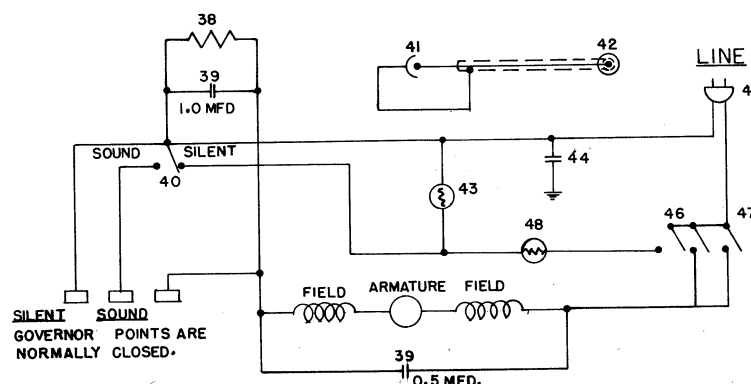 38
39
1.0 MFD
41
42
LINE
4
SOUND
SILENT
40
44
43
48
46
47
SILENT SOUND
GOVERNOR POINTS ARE
NORMALLY CLOSED.
FIELD
ARMATURE
FIELD
39
0.5 MFD.